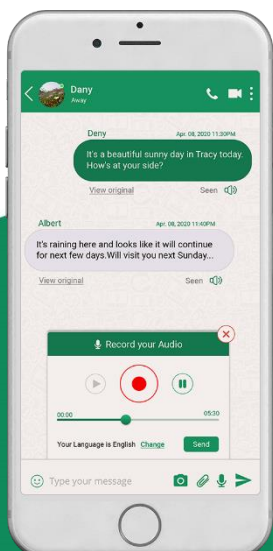 Dany
Away
Deny Apr. 08, 2020 11:30PM
It's a beautiful sunny day in Tracy today.
How's at your side?
View original Seen
Albert Apr. 08, 2020 11:40PM
It's raining here and looks like it will continue
for next few days.Will visit you next Sunday...
View original Seen
Record your Audio
00:00 05:30
Your Language is English Change Send
Type your message